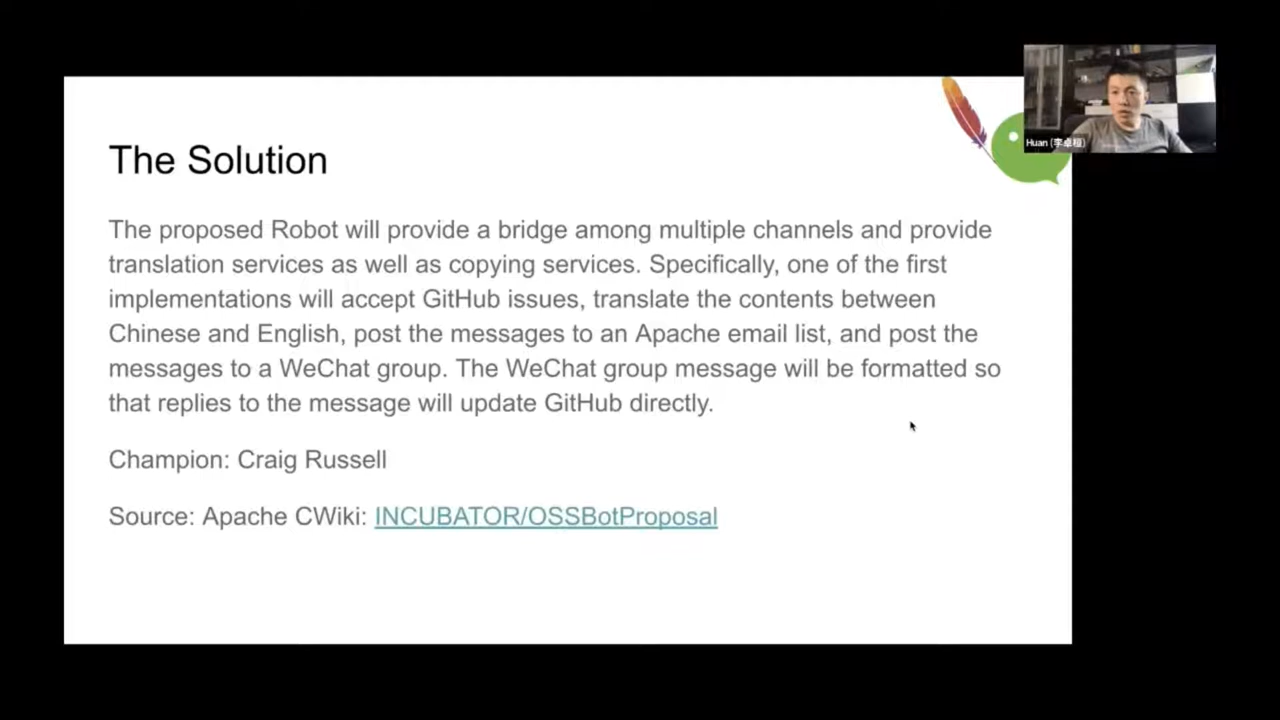 The Solution
The proposed Robot will provide a bridge among multiple channels and provide
translation services as well as copying services. Specifically, one of the first
implementations will accept GitHub issues, translate the contents between
Chinese and English, post the messages to an Apache email list, and post the
messages to a WeChat group. The WeChat group message will be formatted so
that replies to the message will update GitHub directly.
Champion: Craig Russell
Source: Apache CWiki: INCUBATOR/OSSBotProposal
Huan (李卓桓)